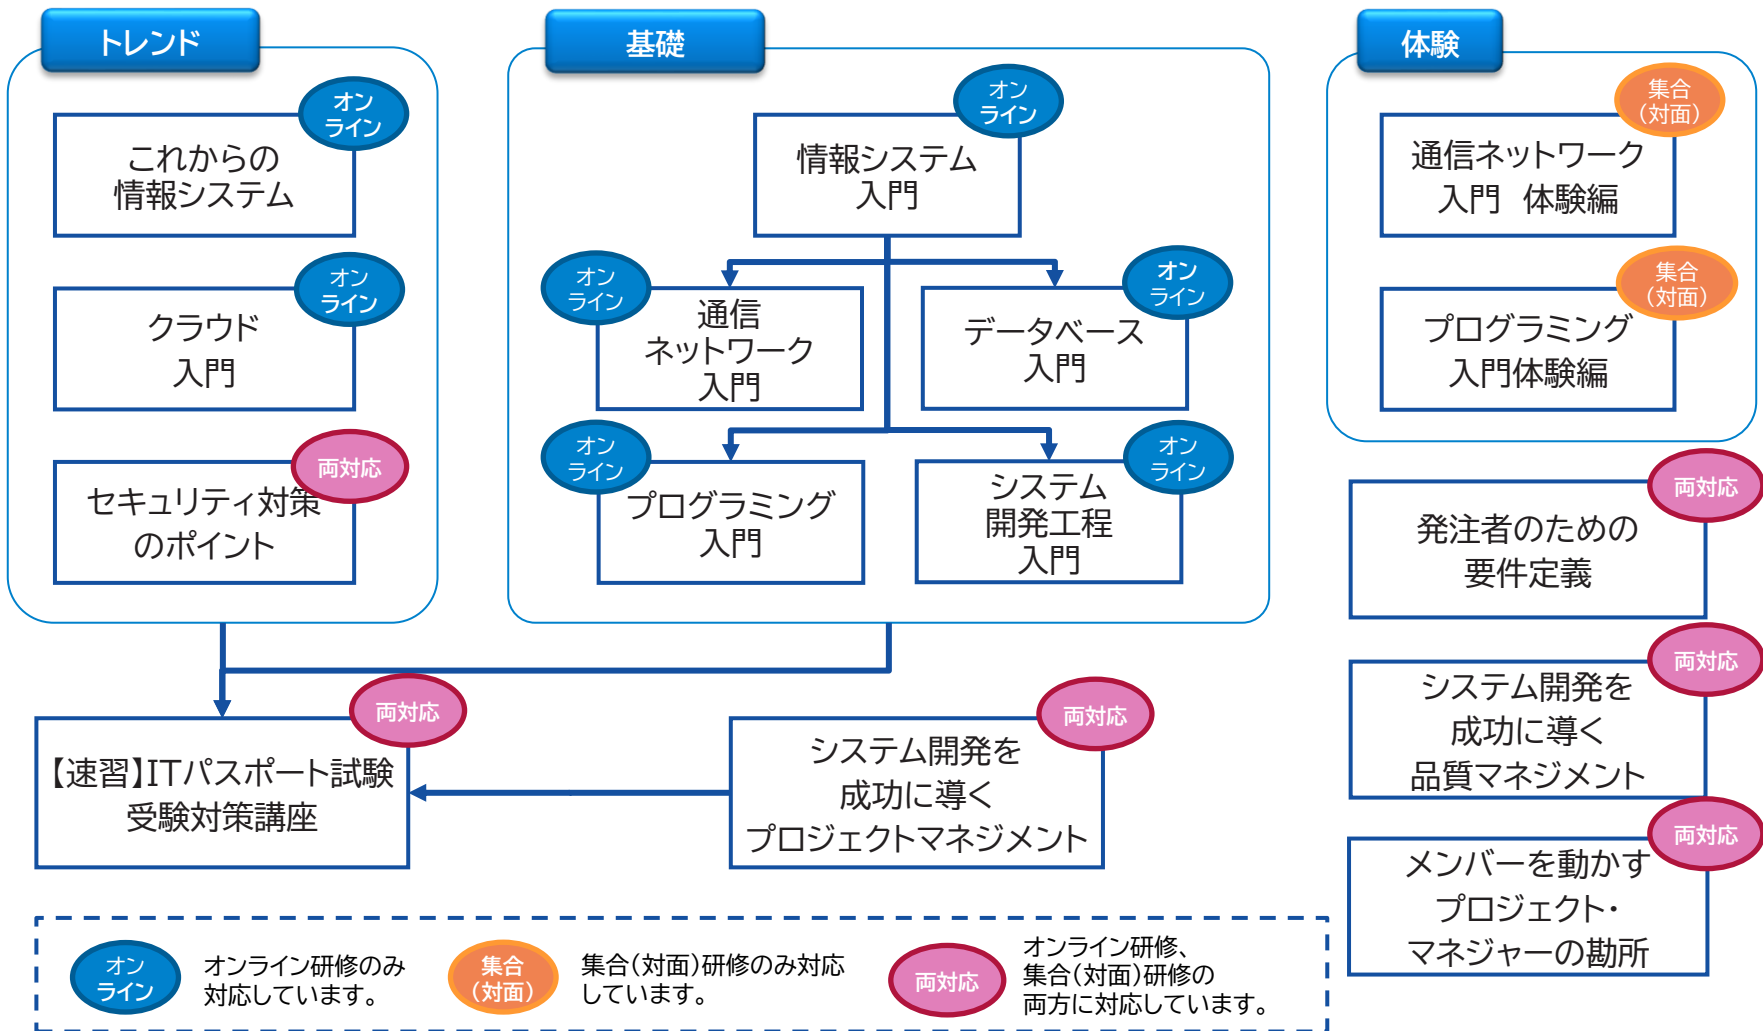 トレンド
オン
ライン
これからの
情報システム
オン
ライン
クラウド
入門
両対応
セキュリティ対策
のポイント
基礎
オン
ライン
情報システム
入門
オン
ライン
通信
ネットワーク
入門
オン
ライン
データベース
入門
オン
ライン
プログラミング
入門
オン
ライン
システム
開発工程
入門
体験
集合
（対面）
通信ネットワーク
入門　体験編
集合
（対面）
プログラミング
入門体験編
両対応
発注者のための
要件定義
両対応
システム開発を
成功に導く
品質マネジメント
両対応
メンバーを動かす
プロジェクト・
マネジャーの勘所
両対応
【速習】ITパスポート試験
受験対策講座
両対応
システム開発を
成功に導く
プロジェクトマネジメント
オン
ライン
オンライン研修のみ
対応しています。
集合
（対面）
集合（対面）研修のみ対応
しています。
両対応
オンライン研修、
集合（対面）研修の
両方に対応しています。